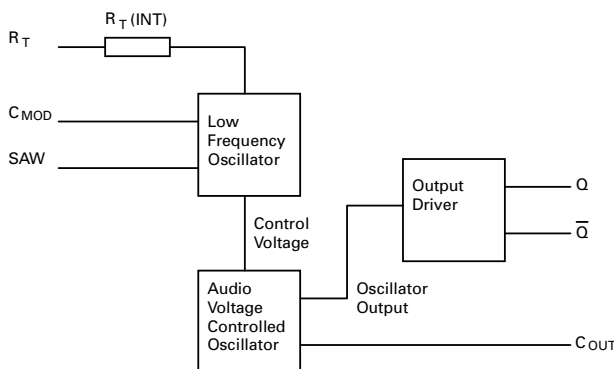 R T (INT)
R T
C MOD
SAW
Low
Frequency
Oscillator
Output
Driver
Q
Q̅
Control
Voltage
Audio
Voltage
Controlled
Oscillator
Oscillator
Output
C OUT